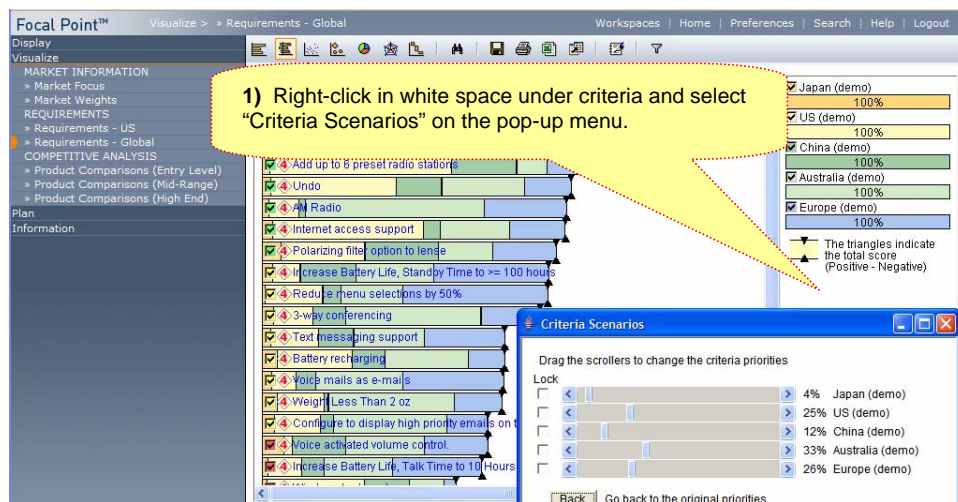 Focal Point™
Visualize > » Requirements - Global
Workspaces | Home | Preferences | Search | Help | Logout
Display
Visualize
MARKET INFORMATION
» Market Focus
» Market Weights
REQUIREMENTS
» Requirements - US
» Requirements - Global
COMPETITIVE ANALYSIS
» Product Comparisons (Entry Level)
» Product Comparisons (Mid-Range)
» Product Comparisons (High End)
Plan
Information
1) Right-click in white space under criteria and select
“Criteria Scenarios” on the pop-up menu.
4 Add up to 6 preset radio stations
4 Undo
4 AM Radio
4 Internet access support
4 Polarizing filter option to lense
4 Increase Battery Life, Standby Time to >= 100 hours
4 Reduce menu selections by 50%
4 3-way conferencing
4 Text messaging support
4 Battery recharging
4 Voice mails as e-mails
4 Weight Less Than 2 oz
4 Configure to display high priority emails on
4 Voice activated volume control.
4 Increase Battery Life, Talk Time to 10 Hours
Japan (demo)
100%
US (demo)
100%
China (demo)
100%
Australia (demo)
100%
Europe (demo)
100%
The triangles indicate
the total score
(Positive - Negative)
Criteria Scenarios
Drag the scrollers to change the criteria priorities
Lock
4% Japan (demo)
25% US (demo)
12% China (demo)
33% Australia (demo)
26% Europe (demo)
Back Go back to the original priorities